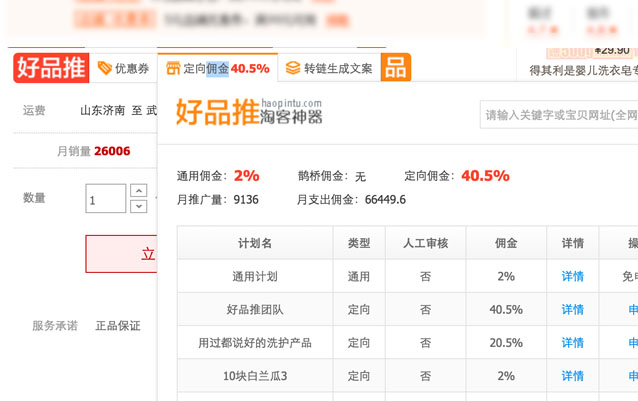 ¥29.90
好品推 优惠券 定向佣金 40.5% 转链生成文案 品
得其利是婴儿洗衣皂
运费 山东济南 至 武
好品推 haopintu.com 淘客神器
请输入关键字或宝贝网址(全网
月销量 26006
通用佣金: 2% 鹊桥佣金: 无 定向佣金: 40.5%
月推广量: 9136 月支出佣金: 66449.6
数量 1
立
计划名 类型 人工审核 佣金 详情
通用计划 通用 否 2% 详情 免
好品推团队 定向 否 40.5% 详情 申
用过都说好的洗护产品 定向 否 20.5% 详情 申
10块白兰瓜3 定向 否 2% 详情 申
服务承诺 正品保证